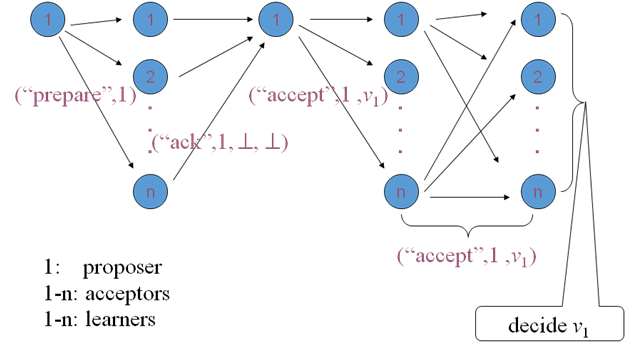 1 1 1 1 1
2 2 2
("prepare",1) ("accept",1 ,v₁)
("ack",1, ⊥, ⊥)
n n n
("accept",1 ,v₁)
1: proposer
1-n: acceptors
1-n: learners
decide v₁